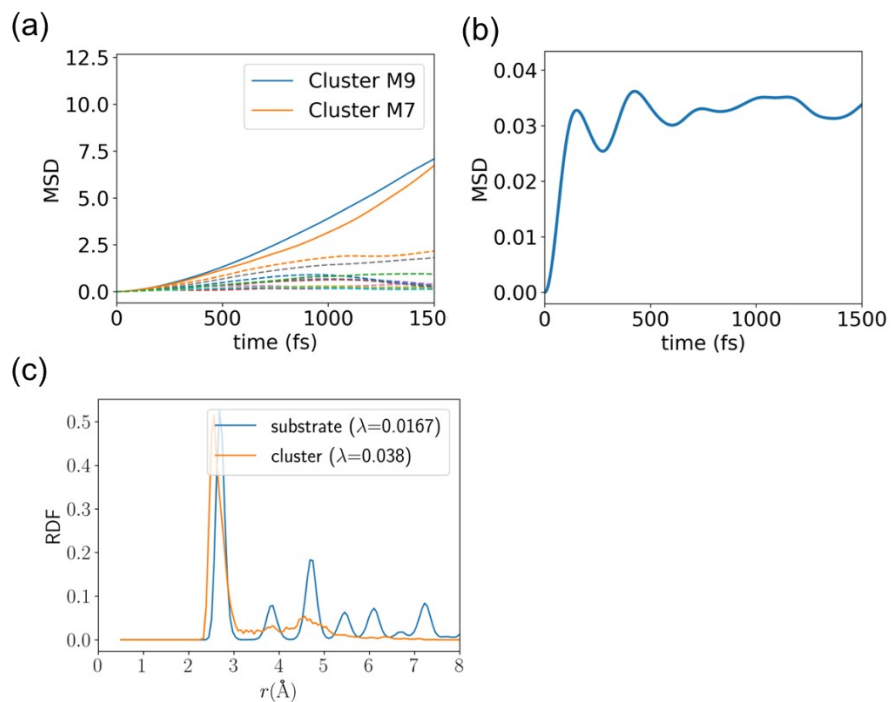 (a)
12.5
10.0
7.5
5.0
2.5
0.0
MSD
Cluster M9
Cluster M7
0 500 1000 150
time (fs)
(b)
0.04
0.03
0.02
0.01
0.00
MSD
0 500 1000 1500
time (fs)
(c)
0.5
0.4
0.3
0.2
0.1
0.0
RDF
substrate (λ=0.0167)
cluster (λ=0.038)
0 1 2 3 4 5 6 7 8
r(Å)